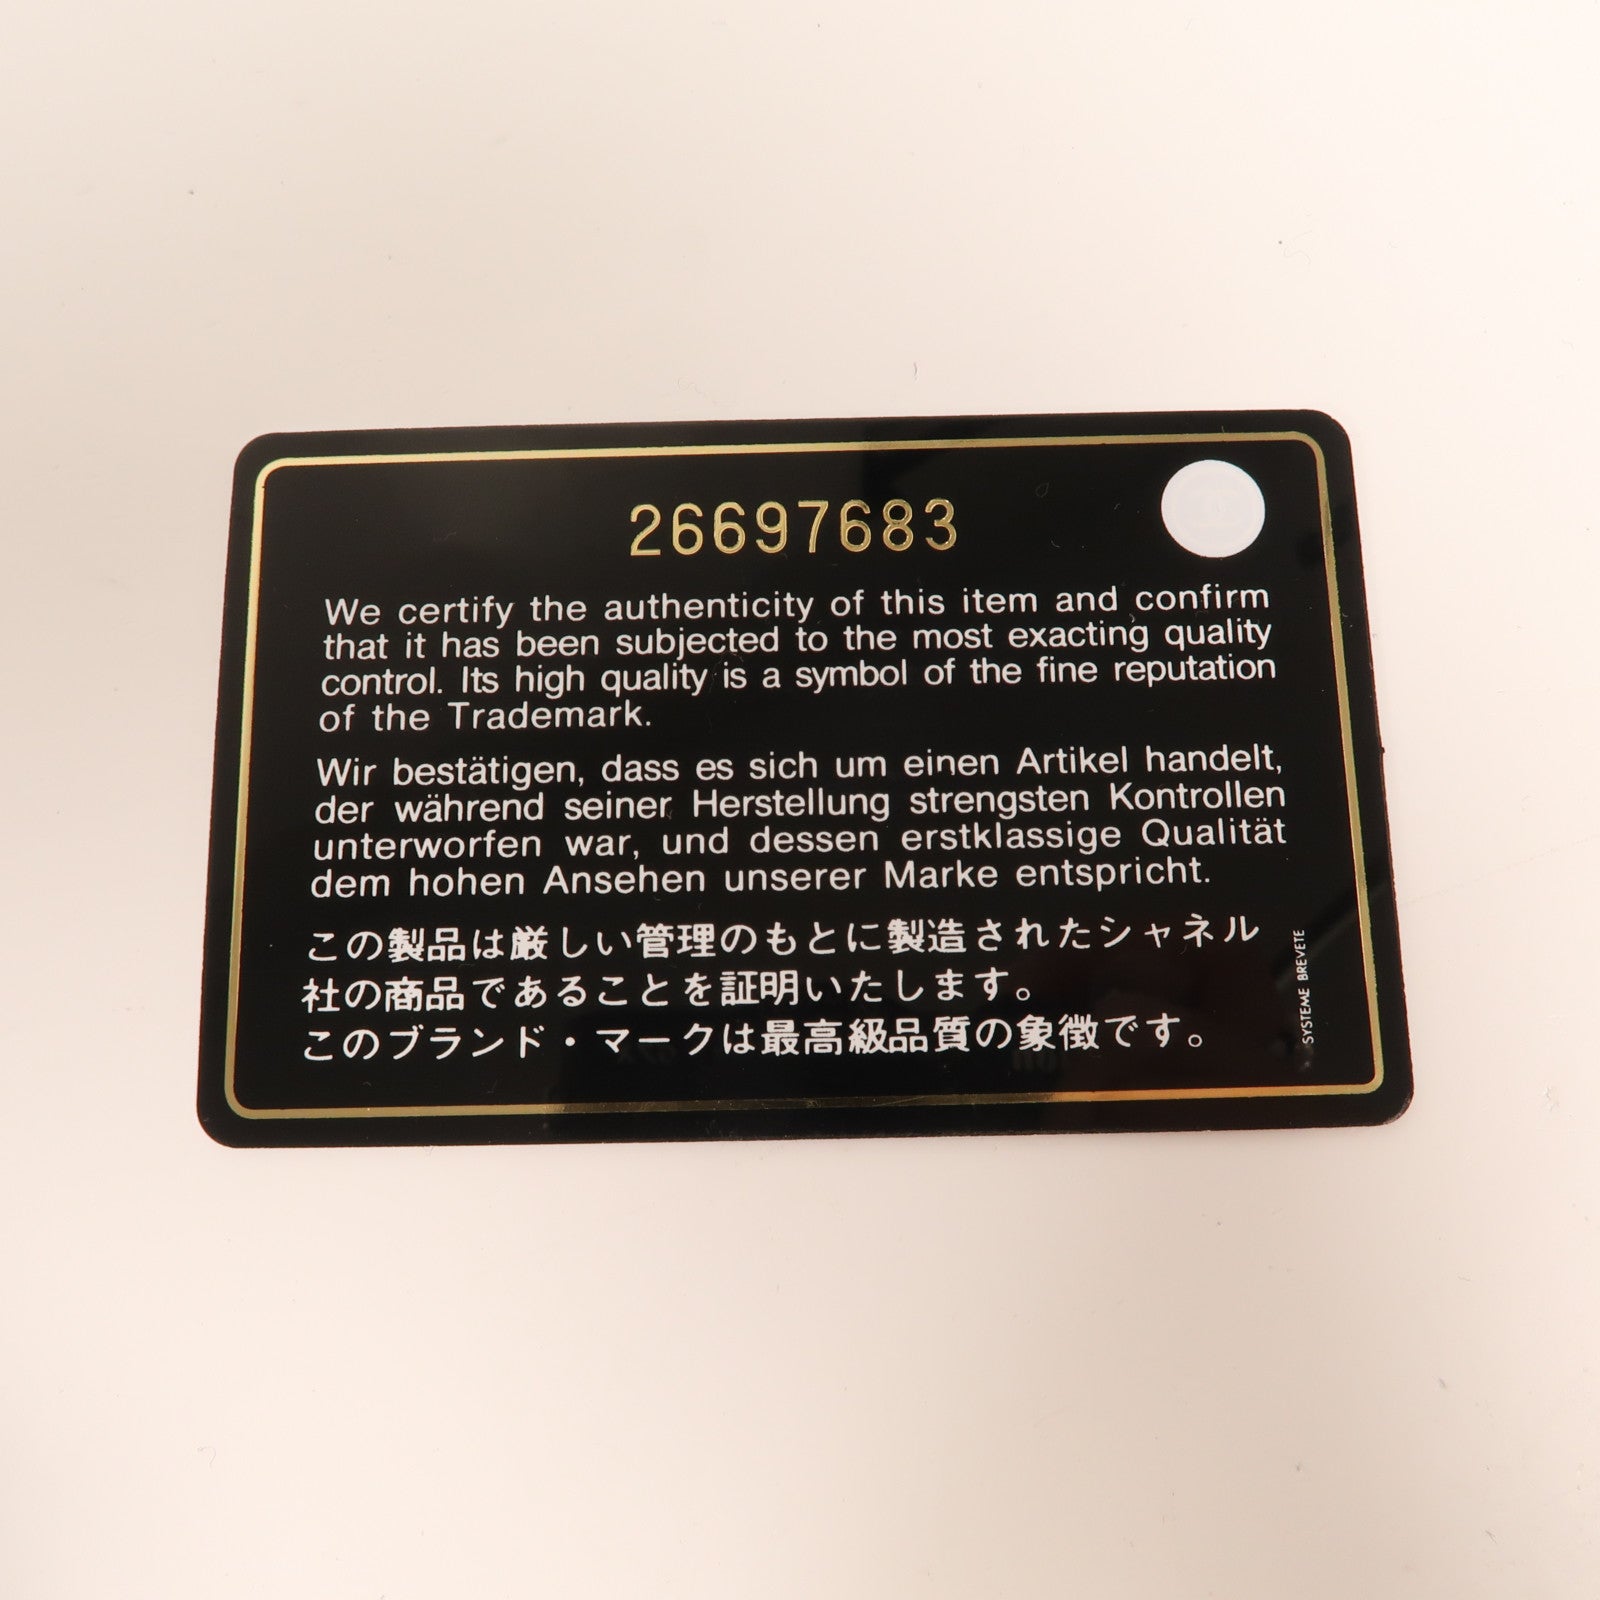 26697683
We certify the authenticity of this item and confirm
that it has been subjected to the most exacting quality
control. Its high quality is a symbol of the fine reputation
of the Trademark.
Wir bestätigen, dass es sich um einen Artikel handelt,
der während seiner Herstellung strengsten Kontrollen
unterworfen war, und dessen erstklassige Qualität
dem hohen Ansehen unserer Marke entspricht.
この製品は厳しい管理のもとに製造されたシャネル
社の商品であることを証明いたします。
このブランド・マークは最高級品質の象徴です。
SYSTEME BREVETE